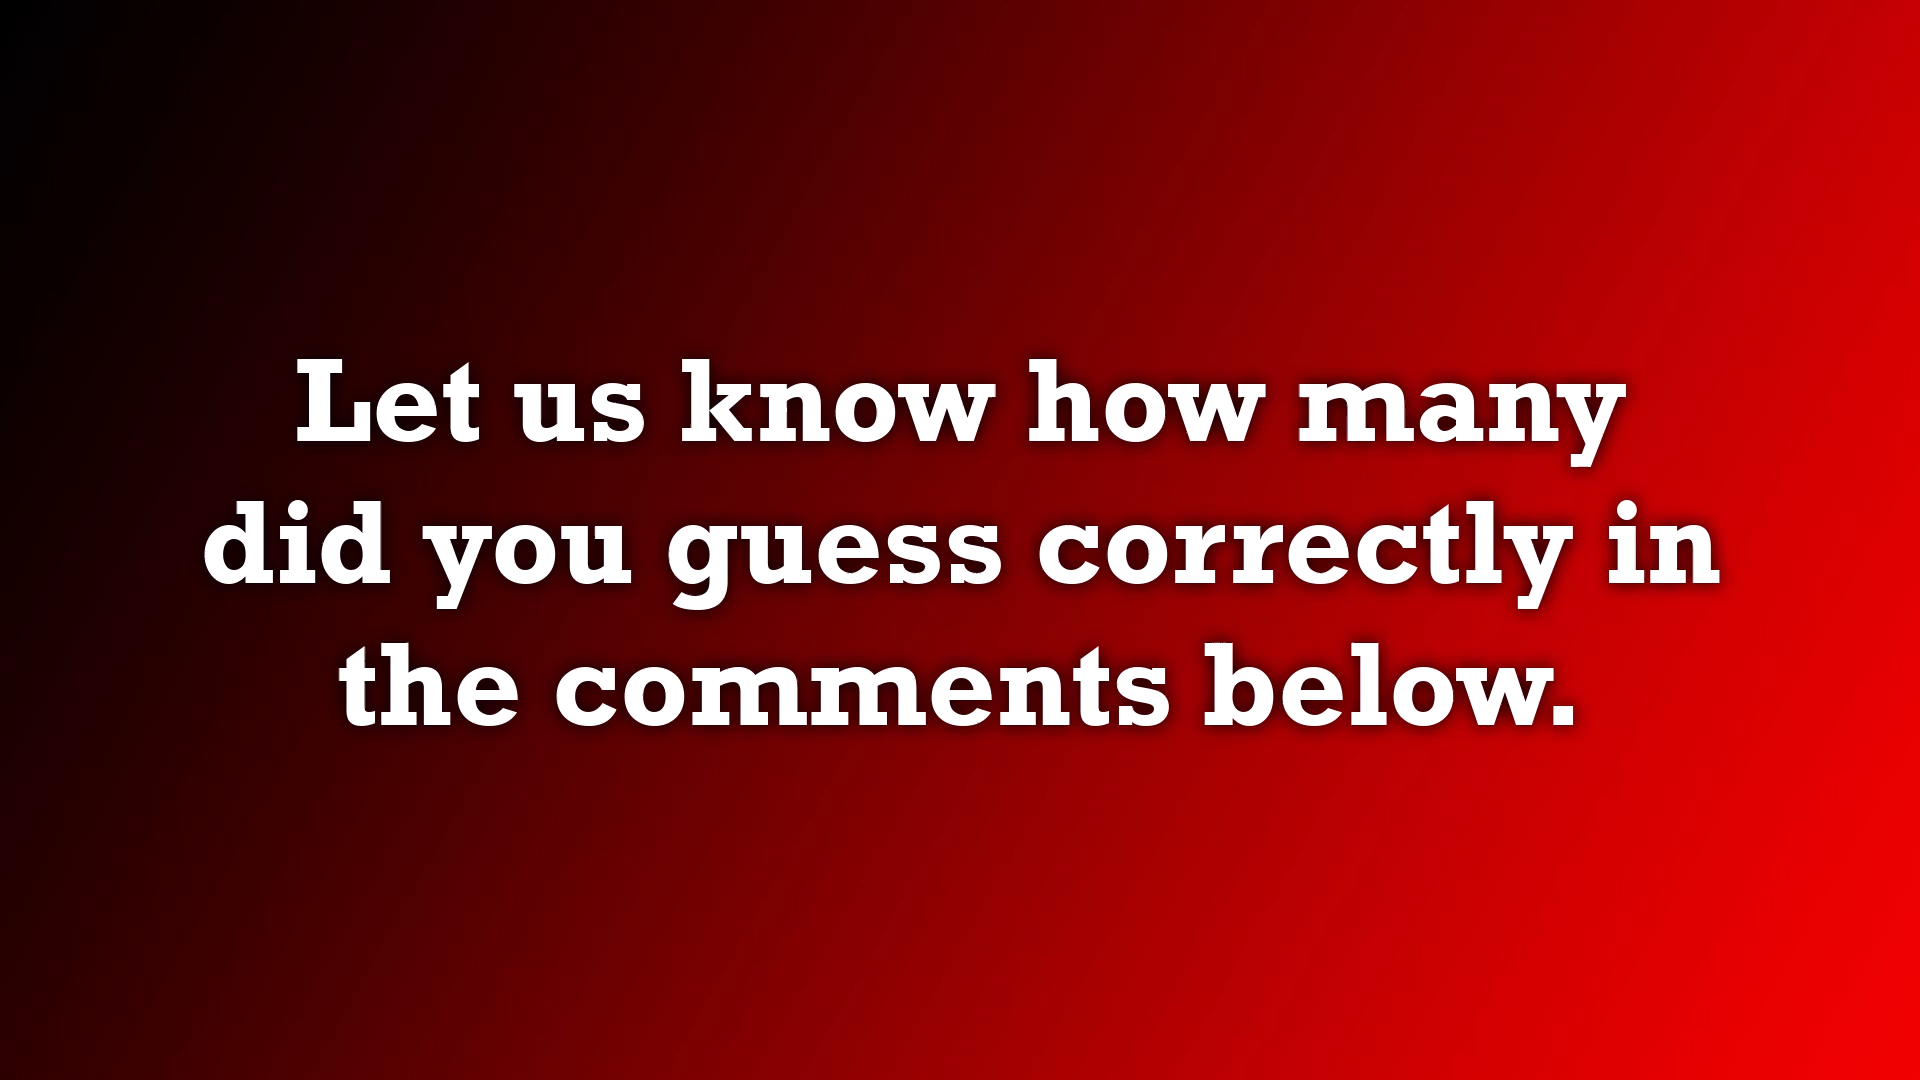 Let us know how many
did you guess correctly in
the comments below.